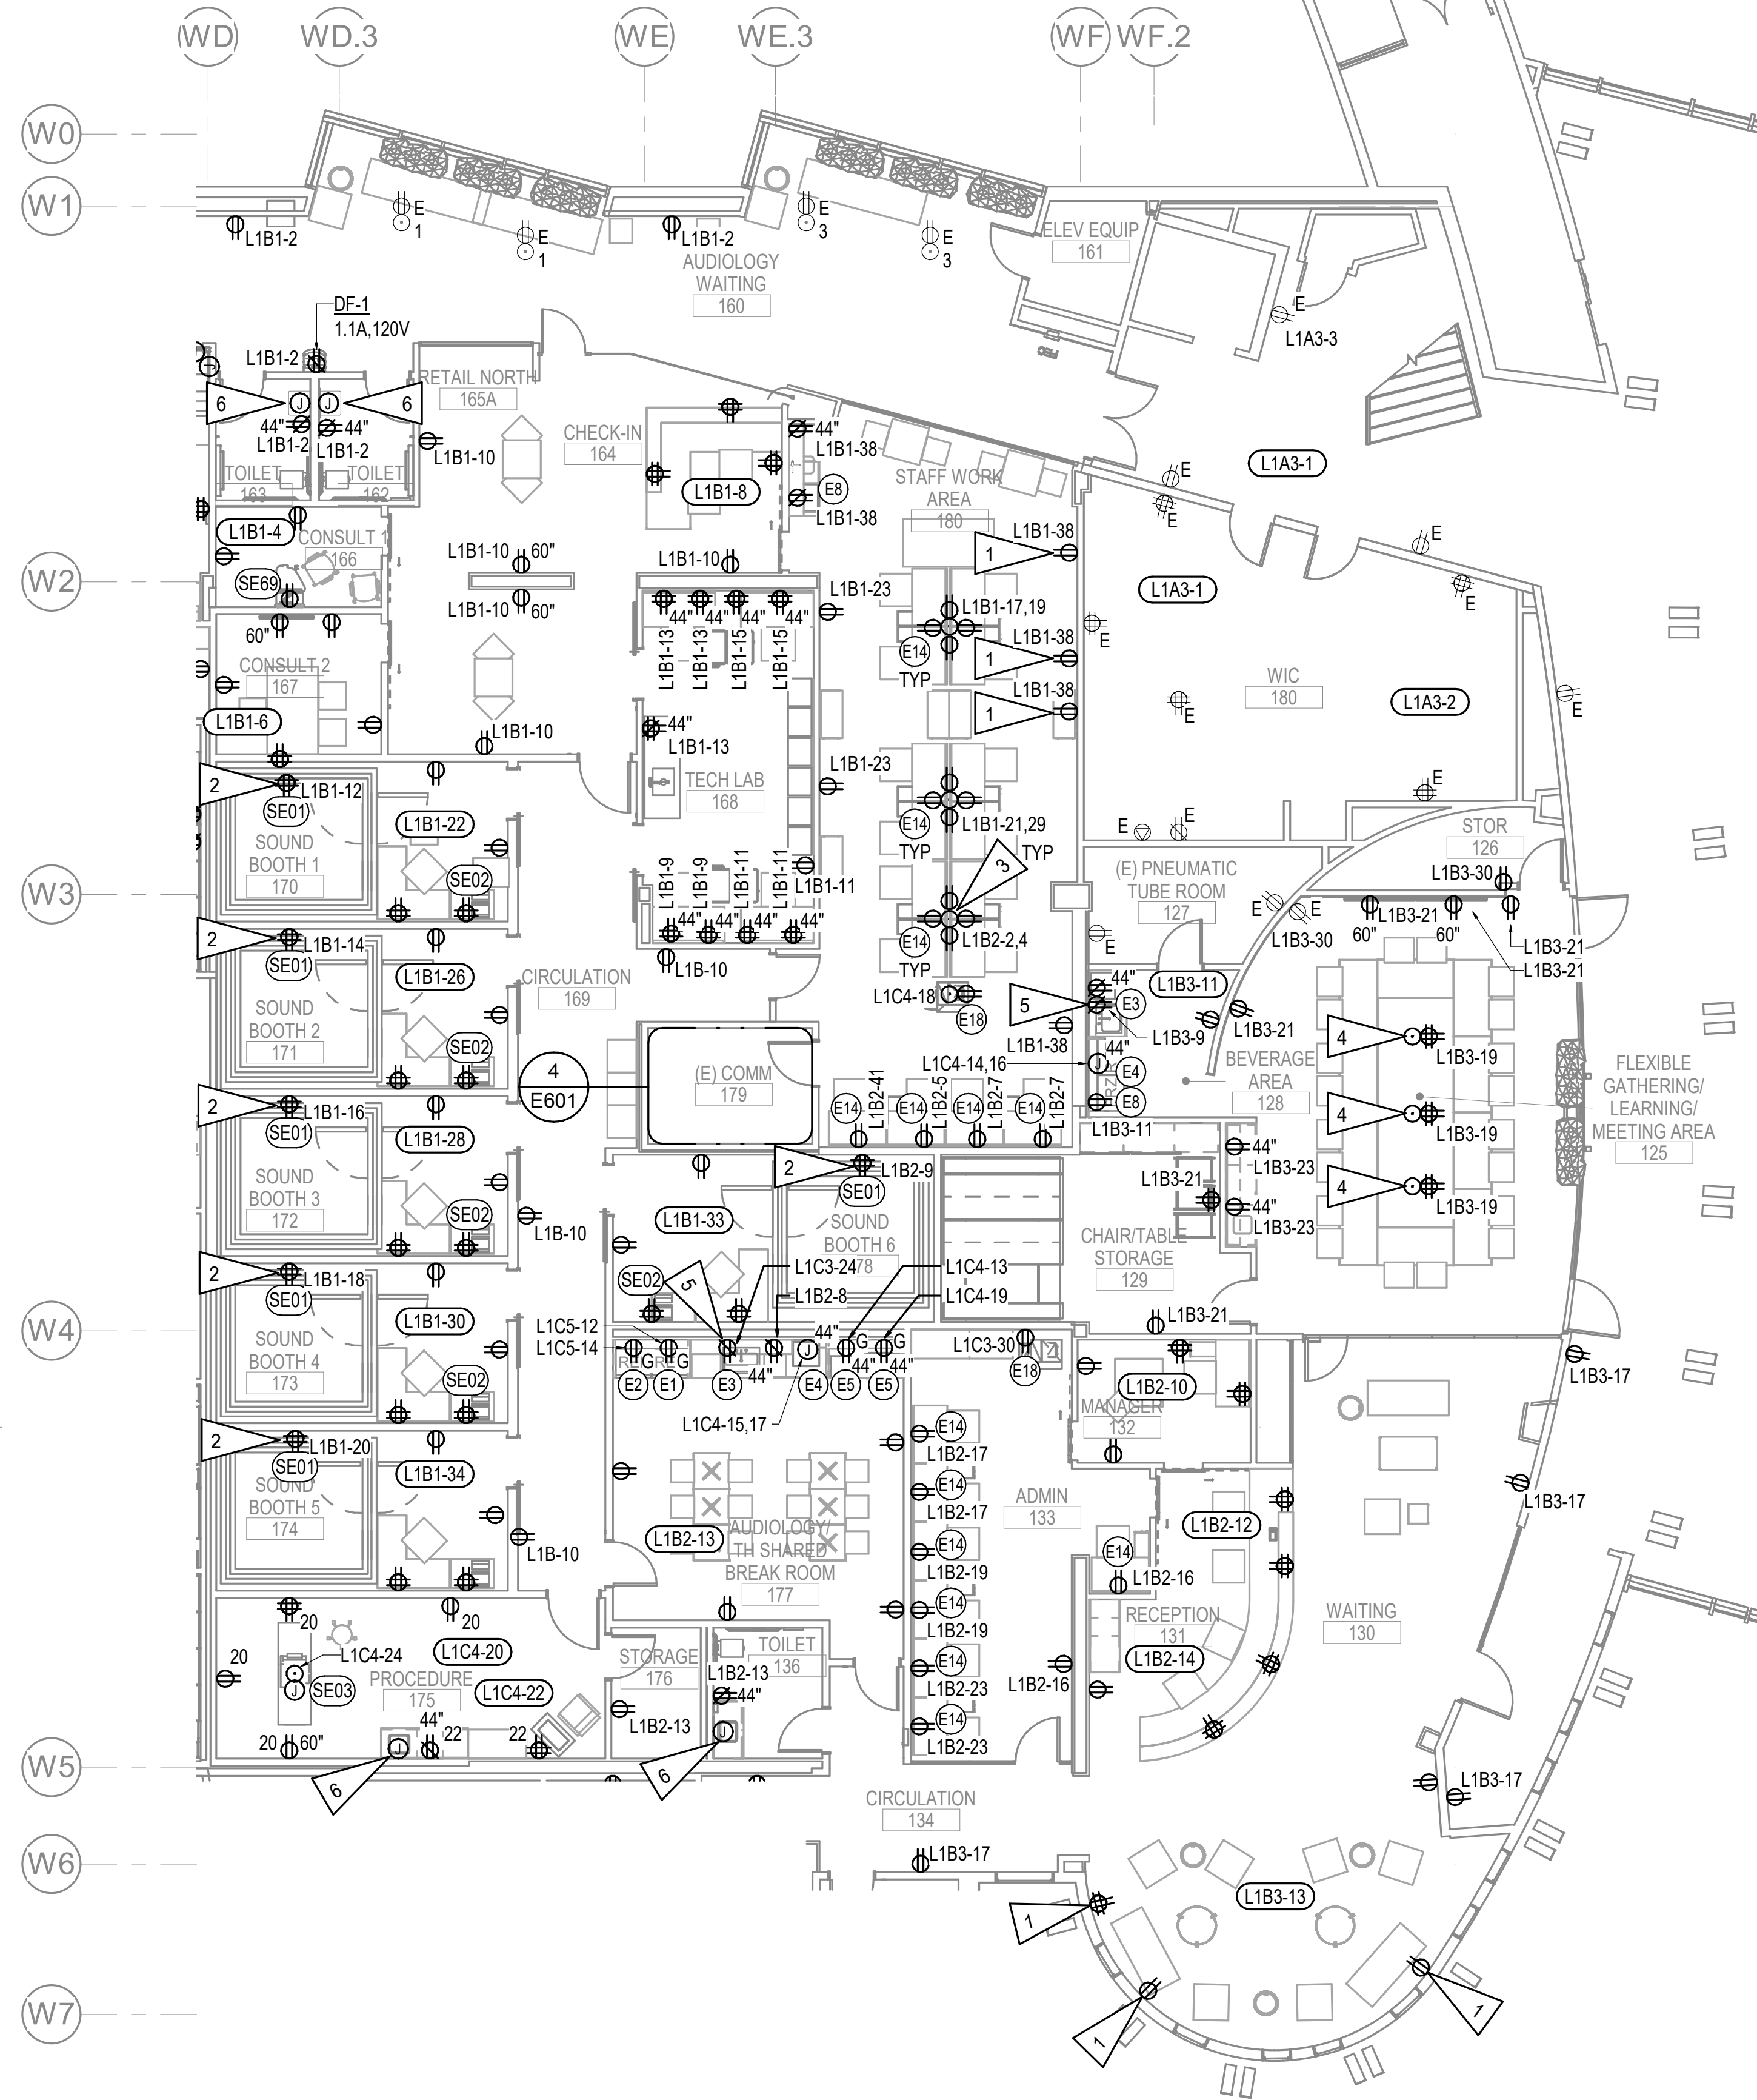 WD
WD.3
WE
WE.3
WF
WF.2
W0
W1
W2
W3
W4
W5
W6
W7
E
1
E
1
E
3
E
3
L1B1-2
L1B1-2
AUDIOLOGY
WAITING
160
ELEV EQUIP
161
E
L1A3-3
DF-1
1.1A,120V
L1B1-2
6
J
J
6
44"
44"
L1B1-2
L1B1-2
TOILET
163
TOILET
162
RETAIL NORTH
165A
L1B1-10
CHECK-IN
164
L1B1-8
44"
L1B1-38
E8
L1B1-38
STAFF WORK
AREA
180
L1A3-1
E
E
E
E
L1B1-4
CONSULT 1
166
SE69
L1B1-10
60"
L1B1-10
60"
L1B1-10
L1B1-38
1
L1A3-1
60"
CONSULT 2
167
L1B1-6
44"
44"
44"
44"
L1B1-13
L1B1-13
L1B1-15
L1B1-15
L1B1-23
L1B1-17,19
E14
TYP
L1B1-38
1
L1B1-38
1
E
WIC
180
E
L1A3-2
E
L1B1-10
44"
L1B1-13
TECH LAB
168
L1B1-23
2
L1B1-12
SE01
SOUND
BOOTH 1
170
L1B1-22
SE02
L1B1-21,29
E14
TYP
TYP
3
E
E
STOR
126
L1B3-30
L1B1-9
L1B1-9
L1B1-11
L1B1-11
L1B1-11
44"
44"
44"
44"
L1B-10
(E) PNEUMATIC
TUBE ROOM
127
E
E
L1B3-30
E
L1B3-21
60"
60"
L1B3-21
L1B3-21
L1B2-2,4
E14
TYP
2
L1B1-14
SE01
SOUND
BOOTH 2
171
L1B1-26
SE02
CIRCULATION
169
L1C4-18
E18
5
44"
E3
L1B3-11
L1B3-9
L1B3-21
L1B1-38
4
E601
(E) COMM
179
L1C4-14,16
44"
J
E4
E8
L1B3-11
BEVERAGE
AREA
128
4
L1B3-19
4
L1B3-19
4
L1B3-19
FLEXIBLE
GATHERING/
LEARNING/
MEETING AREA
125
E14
E14
E14
E14
L1B2-41
L1B2-5
L1B2-7
L1B2-7
2
L1B1-16
SE01
SOUND
BOOTH 3
172
L1B1-28
SE02
L1B-10
2
L1B2-9
SE01
L1B1-33
SOUND
BOOTH 6
178
L1B3-21
44"
L1B3-23
44"
L1B3-23
CHAIR/TABLE
STORAGE
129
L1B3-21
2
L1B1-18
SE01
SOUND
BOOTH 4
173
L1B1-30
SE02
SE02
5
L1C3-24
L1B2-8
L1C4-13
L1C4-19
L1C5-12
L1C5-14
G
G
44"
44"
J
G
G
44"
44"
E2
E1
E3
E4
E5
E5
L1C4-15,17
L1C3-30
E18
L1B2-10
MANAGER
132
L1B3-17
L1B3-17
2
L1B1-20
SE01
SOUND
BOOTH 5
174
L1B1-34
L1B-10
L1B2-13
AUDIOLOGY/
TH SHARED
BREAK ROOM
177
E14
L1B2-17
E14
L1B2-17
E14
L1B2-19
E14
L1B2-19
E14
L1B2-23
E14
L1B2-23
ADMIN
133
E14
L1B2-16
L1B2-12
RECEPTION
131
L1B2-14
L1B2-16
WAITING
130
20
20
20
L1C4-24
J
SE03
L1C4-20
PROCEDURE
175
L1C4-22
44"
22
22
20
60"
J
6
STORAGE
176
L1B2-13
L1B2-13
44"
TOILET
136
J
6
L1B3-17
CIRCULATION
134
L1B3-17
L1B3-13
1
1
1